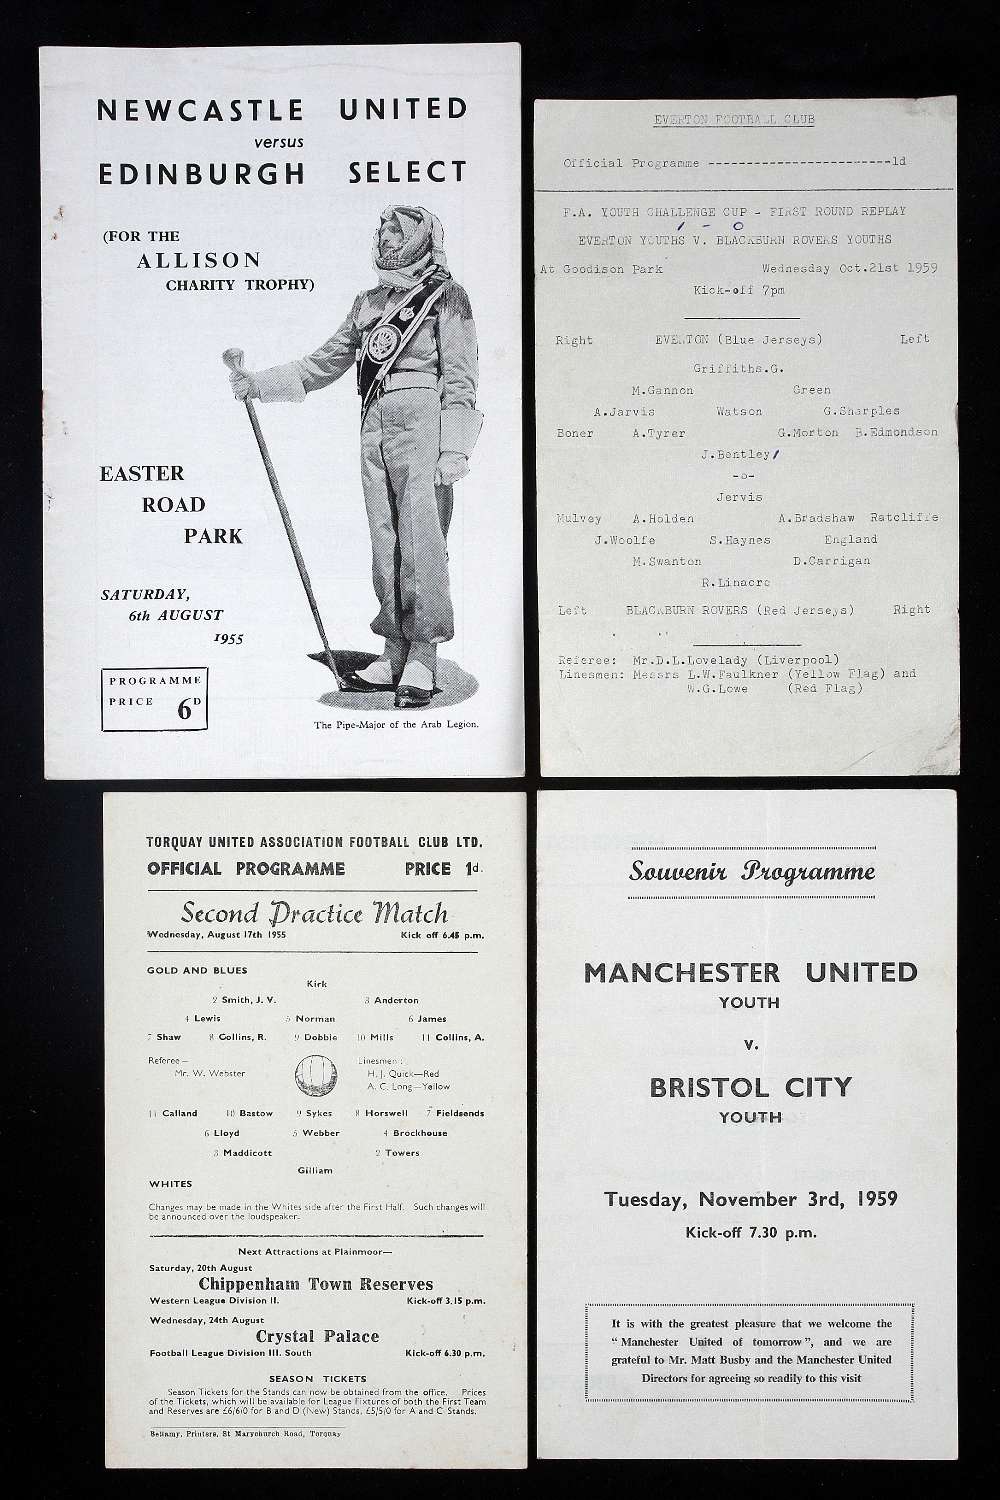 NEWCASTLE UNITED
versus
EDINBURGH SELECT
(FOR THE
ALLISON
CHARITY TROPHY)
EASTER
ROAD
PARK
SATURDAY,
6th AUGUST
1955
PROGRAMME
PRICE 6D
The Pipe-Major of the Arab Legion.
EVERTON FOOTBALL CLUB
Official Programme ------------------------1d
F.A. YOUTH CHALLENGE CUP - FIRST ROUND REPLAY
1 - 0
EVERTON YOUTHS V. BLACKBURN ROVERS YOUTHS
At Goodison Park Wednesday Oct.21st 1959
Kick-off 7pm
Right EVERTON (Blue Jerseys) Left
Griffiths.G.
M.Gannon Green
A.Jarvis Watson G.Sharples
Boner A.Tyrer G.Morton B.Edmondson
J.Bentley/
-o-
Jervis
Mulvey A.Holden A.Bradshaw Ratcliffe
J.Woolfe S.Haynes England
M.Swanton D.Carrigan
R.Linacre
Left BLACKBURN ROVERS (Red Jerseys) Right
Referee: Mr.D.L.Lovelady (Liverpool)
Linesmen: Messrs L.W.Faulkner (Yellow Flag) and
W.G.Lowe (Red Flag)
TORQUAY UNITED ASSOCIATION FOOTBALL CLUB LTD.
OFFICIAL PROGRAMME PRICE 1d.
Second Practice Match
Wednesday, August 17th 1955 Kick off 6.45 p.m.
GOLD AND BLUES
Kirk
2 Smith, J. V. 3 Anderton
4 Lewis 5 Norman 6 James
7 Shaw 8 Collins, R. 9 Dobbie 10 Mills 11 Collins, A.
Referee— Linesmen:
Mr. W. Webster H. J. Quick—Red
A. C. Long—Yellow
11 Calland 10 Bastow 9 Sykes 8 Horswell 7 Fieldsends
6 Lloyd 5 Webber 4 Brockhouse
3 Maddicott 2 Towers
Gilliam
WHITES
Changes may be made in the Whites side after the First Half. Such changes will
be announced over the loudspeaker.
Next Attractions at Plainmoor—
Saturday, 20th August
Chippenham Town Reserves
Western League Division II. Kick-off 3.15 p.m.
Wednesday, 24th August
Crystal Palace
Football League Division III. South Kick-off 6.30 p.m.
SEASON TICKETS
Season Tickets for the Stands can now be obtained from the office. Prices
of the Tickets, which will be available for League Fixtures of both the First Team
and Reserves are £6/6/0 for B and D (New) Stands, £5/5/0 for A and C Stands.
Bellamy, Printers, St Marychurch Road, Torquay
Souvenir Programme
MANCHESTER UNITED
YOUTH
v.
BRISTOL CITY
YOUTH
Tuesday, November 3rd, 1959
Kick-off 7.30 p.m.
It is with the greatest pleasure that we welcome the
"Manchester United of tomorrow", and we are
grateful to Mr. Matt Busby and the Manchester United
Directors for agreeing so readily to this visit